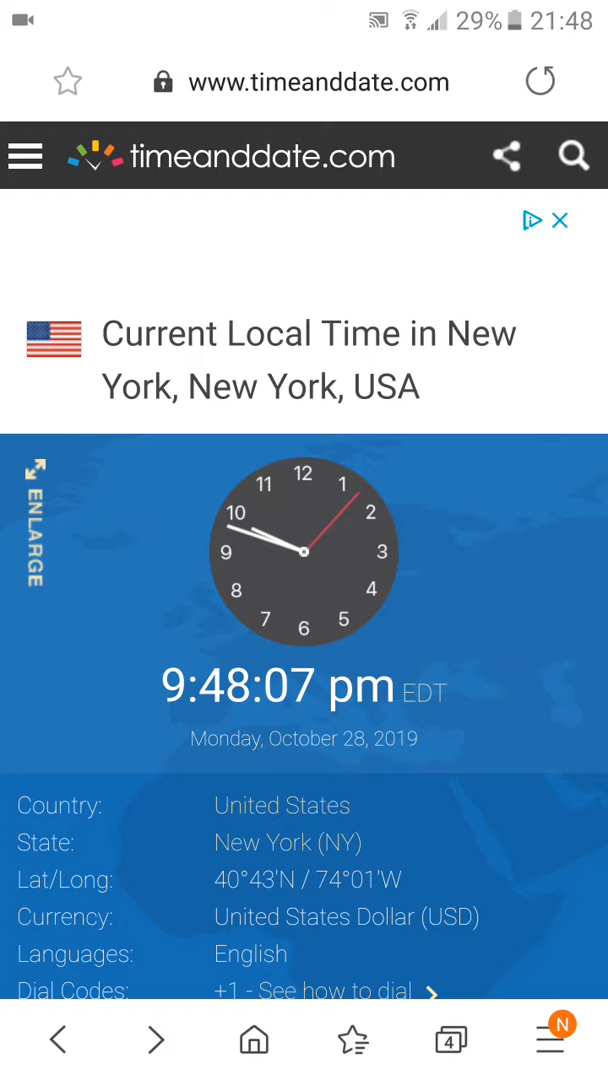 29% 21:48
www.timeanddate.com
timeanddate.com
Current Local Time in New
York, New York, USA
ENLARGE
12
11 1
10 2
9 3
8 4
7 5
6
9:48:07 pm EDT
Monday, October 28, 2019
Country: United States
State: New York (NY)
Lat/Long: 40°43'N / 74°01'W
Currency: United States Dollar (USD)
Languages: English
Dial Codes: +1 - See how to dial
4
N